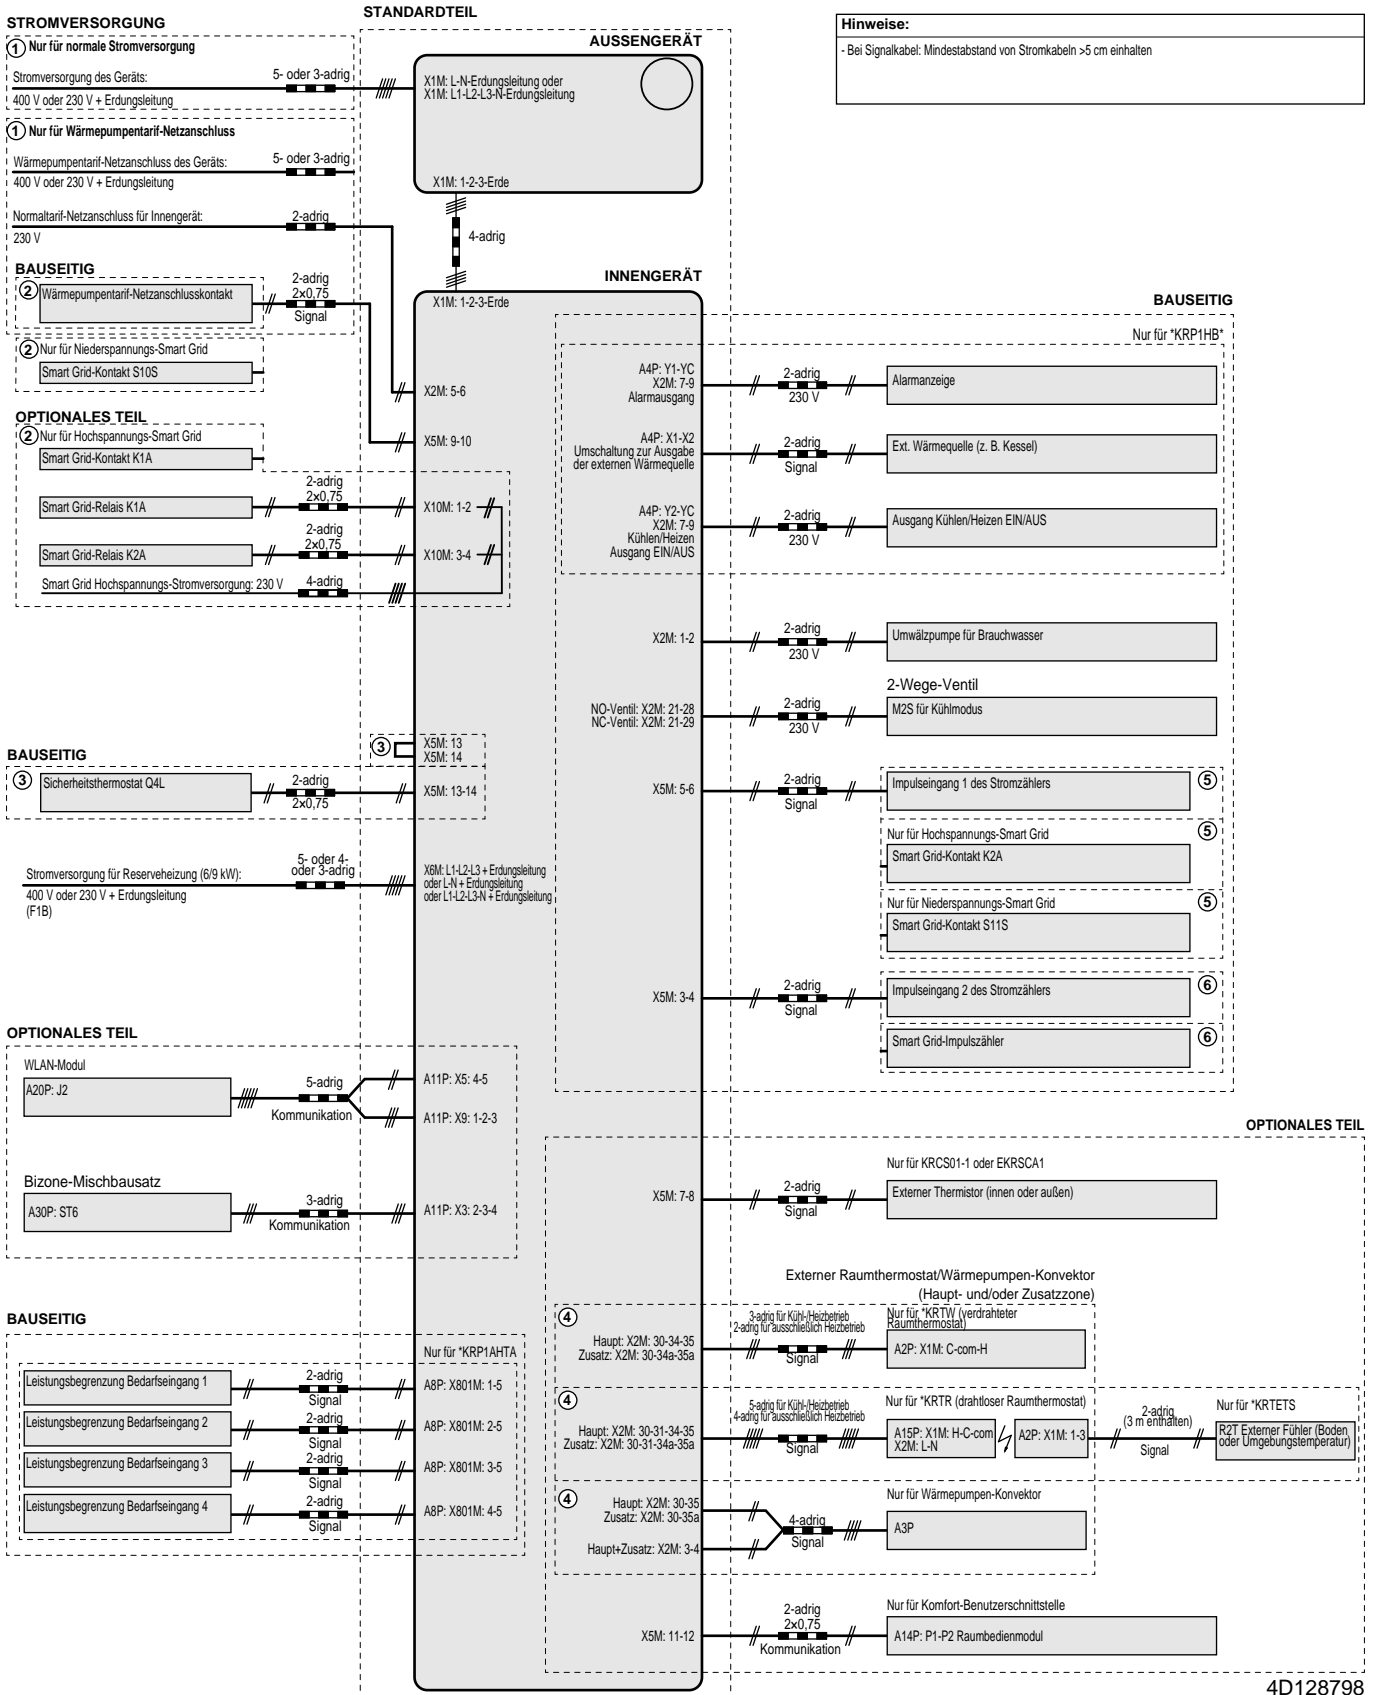 STROMVERSORGUNG
1 Nur für normale Stromversorgung
Stromversorgung des Geräts:
5- oder 3-adrig
400 V oder 230 V + Erdungsleitung
1 Nur für Wärmepumpentarif-Netzanschluss
Wärmepumpentarif-Netzanschluss des Geräts:
5- oder 3-adrig
400 V oder 230 V + Erdungsleitung
Normaltarif-Netzanschluss für Innengerät:
2-adrig
230 V
BAUSEITIG
2 Wärmepumpentarif-Netzanschlusskontakt
2-adrig
2×0,75
Signal
2 Nur für Niederspannungs-Smart Grid
Smart Grid-Kontakt S10S
OPTIONALES TEIL
2 Nur für Hochspannungs-Smart Grid
Smart Grid-Kontakt K1A
Smart Grid-Relais K1A
2-adrig
2×0,75
Smart Grid-Relais K2A
2-adrig
2×0,75
Smart Grid Hochspannungs-Stromversorgung: 230 V
4-adrig
BAUSEITIG
3 Sicherheitsthermostat Q4L
2-adrig
2×0,75
Stromversorgung für Reserveheizung (6/9 kW):
5- oder 4-
oder 3-adrig
400 V oder 230 V + Erdungsleitung
(F1B)
OPTIONALES TEIL
WLAN-Modul
A20P: J2
5-adrig
Kommunikation
Bizone-Mischbausatz
A30P: ST6
3-adrig
Kommunikation
BAUSEITIG
Leistungsbegrenzung Bedarfseingang 1
2-adrig
Signal
Leistungsbegrenzung Bedarfseingang 2
2-adrig
Signal
Leistungsbegrenzung Bedarfseingang 3
2-adrig
Signal
Leistungsbegrenzung Bedarfseingang 4
2-adrig
Signal
STANDARDTEIL
AUSSENGERÄT
X1M: L-N-Erdungsleitung oder
X1M: L1-L2-L3-N-Erdungsleitung
X1M: 1-2-3-Erde
4-adrig
INNENGERÄT
X1M: 1-2-3-Erde
X2M: 5-6
X5M: 9-10
X10M: 1-2
X10M: 3-4
3
X5M: 13
X5M: 14
X5M: 13-14
X6M: L1-L2-L3 + Erdungsleitung
oder L-N + Erdungsleitung
oder L1-L2-L3-N + Erdungsleitung
A11P: X5: 4-5
A11P: X9: 1-2-3
A11P: X3: 2-3-4
Nur für *KRP1AHTA
A8P: X801M: 1-5
A8P: X801M: 2-5
A8P: X801M: 3-5
A8P: X801M: 4-5
Hinweise:
- Bei Signalkabel: Mindestabstand von Stromkabeln >5 cm einhalten
BAUSEITIG
Nur für *KRP1HB*
A4P: Y1-YC
X2M: 7-9
Alarmausgang
2-adrig
230 V
Alarmanzeige
A4P: X1-X2
Umschaltung zur Ausgabe
der externen Wärmequelle
2-adrig
Signal
Ext. Wärmequelle (z. B. Kessel)
A4P: Y2-YC
X2M: 7-9
Kühlen/Heizen
Ausgang EIN/AUS
2-adrig
230 V
Ausgang Kühlen/Heizen EIN/AUS
X2M: 1-2
2-adrig
230 V
Umwälzpumpe für Brauchwasser
2-Wege-Ventil
NO-Ventil: X2M: 21-28
NC-Ventil: X2M: 21-29
2-adrig
230 V
M2S für Kühlmodus
X5M: 5-6
2-adrig
Signal
Impulseingang 1 des Stromzählers
5
Nur für Hochspannungs-Smart Grid
5
Smart Grid-Kontakt K2A
Nur für Niederspannungs-Smart Grid
5
Smart Grid-Kontakt S11S
X5M: 3-4
2-adrig
Signal
Impulseingang 2 des Stromzählers
6
Smart Grid-Impulszähler
6
OPTIONALES TEIL
Nur für KRCS01-1 oder EKRSCA1
X5M: 7-8
2-adrig
Signal
Externer Thermistor (innen oder außen)
Externer Raumthermostat/Wärmepumpen-Konvektor
(Haupt- und/oder Zusatzzone)
4
Haupt: X2M: 30-34-35
Zusatz: X2M: 30-34a-35a
3-adrig für Kühl-/Heizbetrieb
2-adrig für ausschließlich Heizbetrieb
Signal
Nur für *KRTW (verdrahteter
Raumthermostat)
A2P: X1M: C-com-H
4
Haupt: X2M: 30-31-34-35
Zusatz: X2M: 30-31-34a-35a
5-adrig für Kühl-/Heizbetrieb
4-adrig für ausschließlich Heizbetrieb
Signal
Nur für *KRTR (drahtloser Raumthermostat)
A15P: X1M: H-C-com
X2M: L-N
A2P: X1M: 1-3
2-adrig
(3 m enthalten)
Signal
Nur für *KRTETS
R2T Externer Fühler (Boden
oder Umgebungstemperatur)
4
Haupt: X2M: 30-35
Zusatz: X2M: 30-35a
Haupt+Zusatz: X2M: 3-4
4-adrig
Signal
Nur für Wärmepumpen-Konvektor
A3P
X5M: 11-12
2-adrig
2×0,75
Kommunikation
Nur für Komfort-Benutzerschnittstelle
A14P: P1-P2 Raumbedienmodul
4D128798